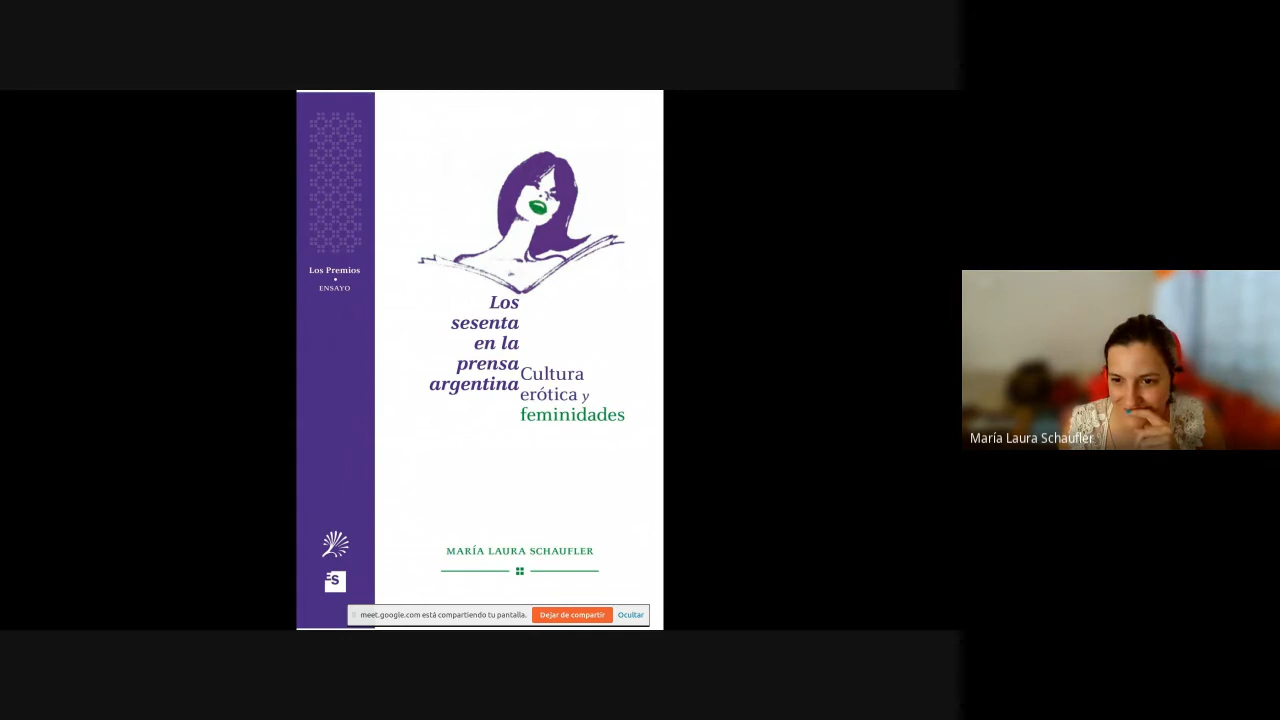 Los Premios
ENSAYO
ES
Los
sesenta
en la
prensa
argentina
Cultura
erótica y
feminidades
MARÍA LAURA SCHAUFLER
meet.google.com está compartiendo tu pantalla.
Dejar de compartir
Ocultar
María Laura Schaufler